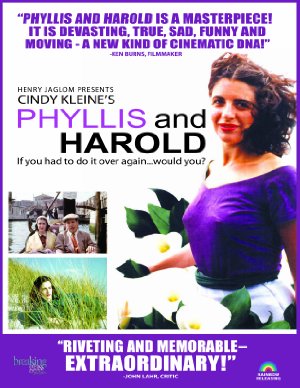 "PHYLLIS AND HAROLD IS A MASTERPIECE!
IT IS DEVASTING, TRUE, SAD, FUNNY AND
MOVING - A NEW KIND OF CINEMATIC DNA!"
-KEN BURNS, FILMMAKER
HENRY JAGLOM PRESENTS
CINDY KLEINE'S
PHYLLIS and
HAROLD
If you had to do it over again...would you?
"RIVETING AND MEMORABLE–
EXTRAORDINARY!"
-JOHN LAHR, CRITIC
breaking
RAINBOW
RELEASING